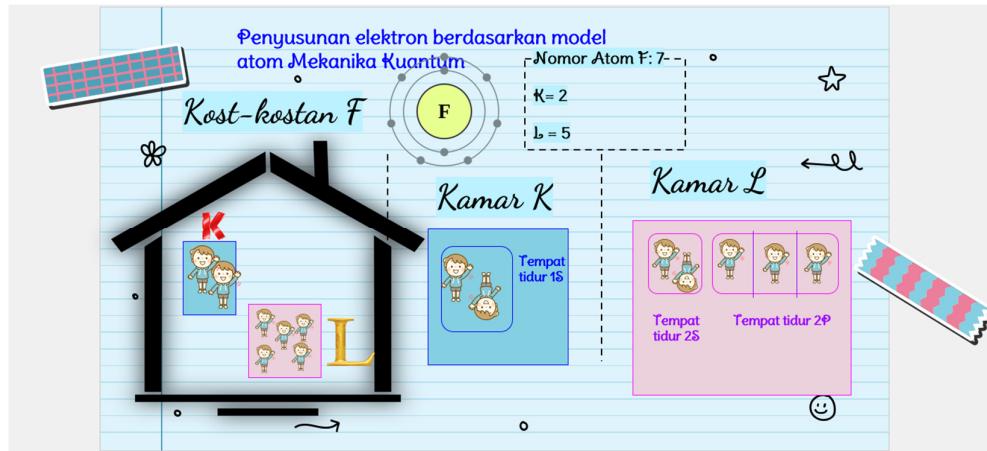 Penyusunan elektron berdasarkan model
atom Mekanika Kuantum
Nomor Atom F: 7
K= 2
L = 5
Kost-kostan F
F
Kamar K
Kamar L
K
Tempat
tidur 1S
L
Tempat
tidur 2S
Tempat tidur 2P